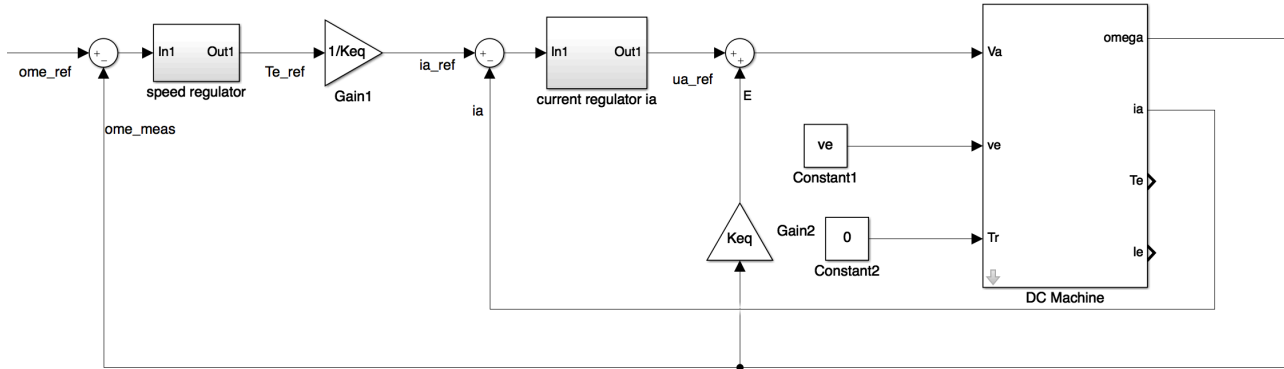 omega
In1 Out1
1/Keq
In1 Out1
Va
ome_ref
speed regulator
Te_ref
Gain1
ia_ref
current regulator ia
ua_ref
ia
E
ia
ome_meas
ve
Constant1
ve
Te
Keq
Gain2
0
Constant2
Tr
Ie
DC Machine